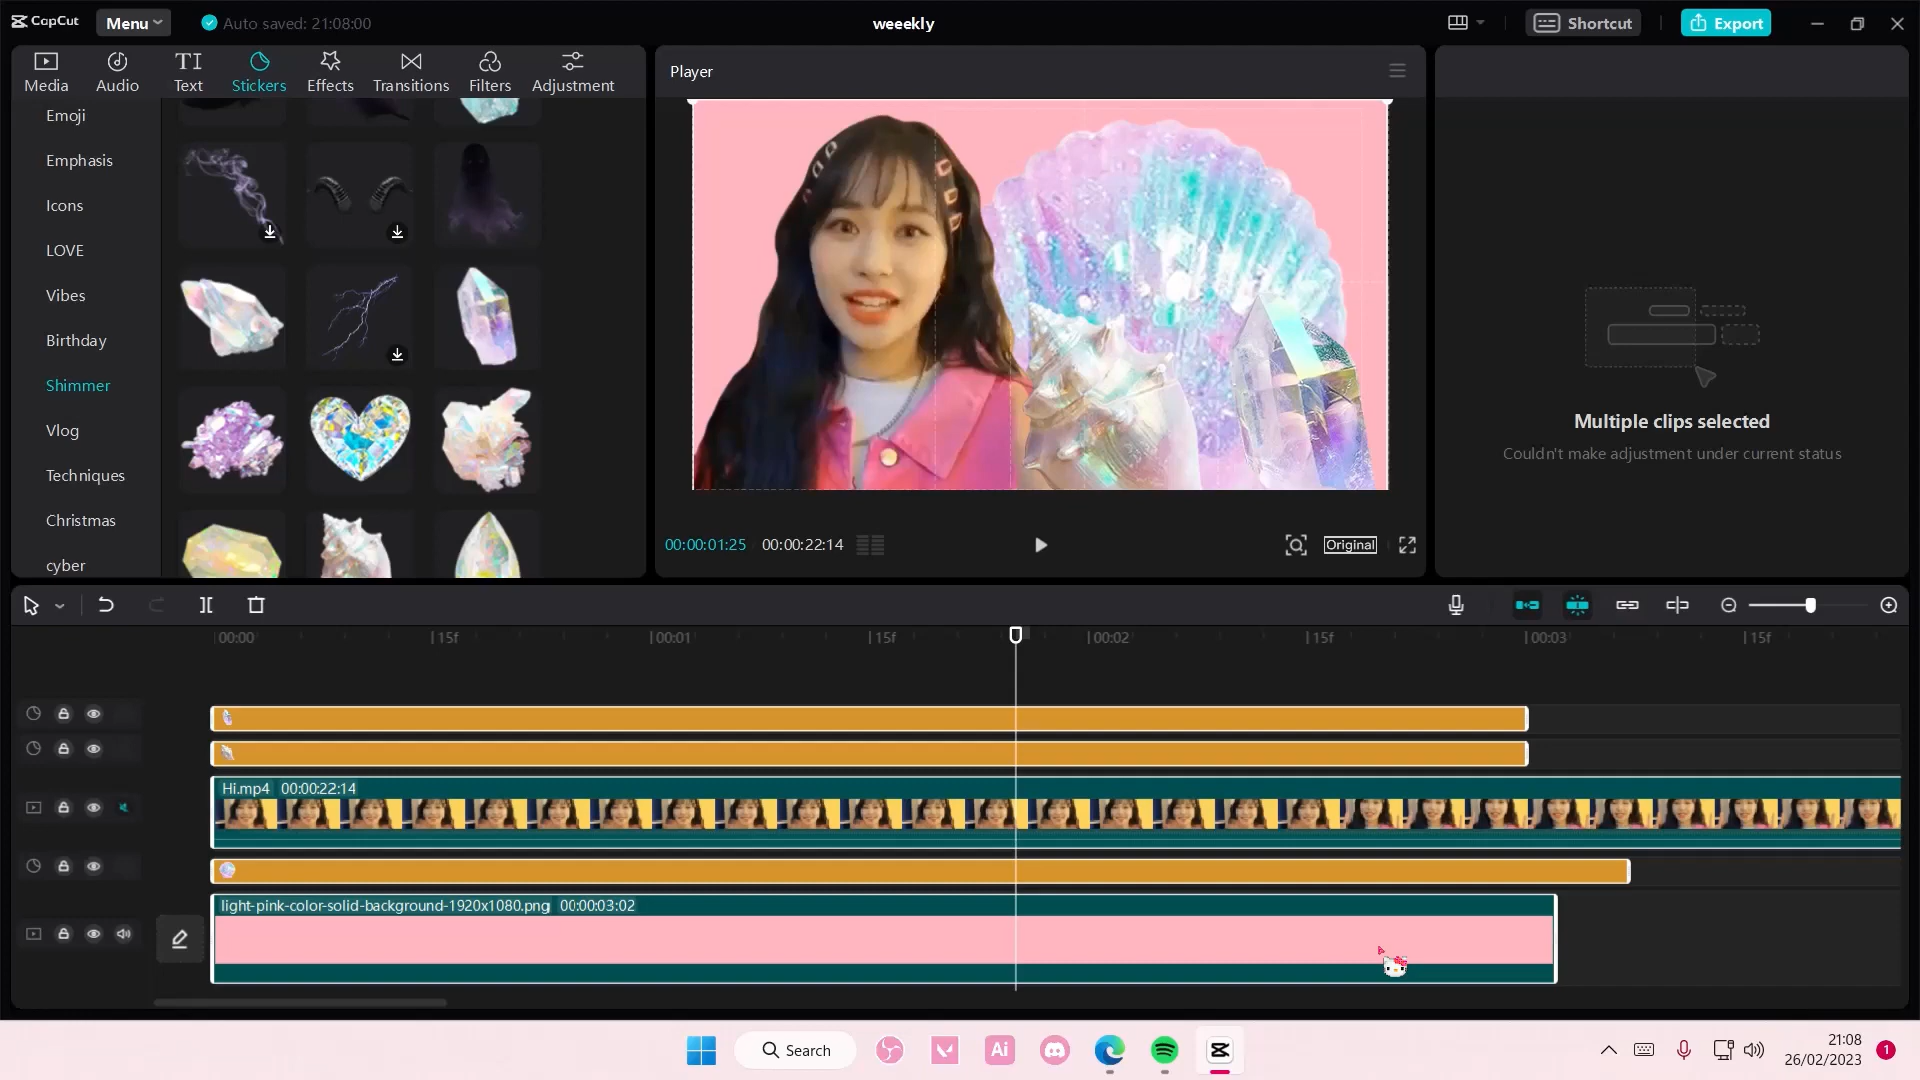 CapCut
Menu
Auto saved: 21:08:00
weeekly
Shortcut
Export
Media
Audio
TI
Text
Stickers
Effects
Transitions
Filters
Adjustment
Emoji
Emphasis
Icons
LOVE
Vibes
Birthday
Shimmer
Vlog
Techniques
Christmas
cyber
Player
00:00:01:25
00:00:22:14
Original
Multiple clips selected
Couldn't make adjustment under current status
00:00
15f
00:01
15f
00:02
15f
00:03
15f
Hi.mp4 00:00:22:14
light-pink-color-solid-background-1920x1080.png 00:00:03:02
Search
Ai
21:08
26/02/2023
1